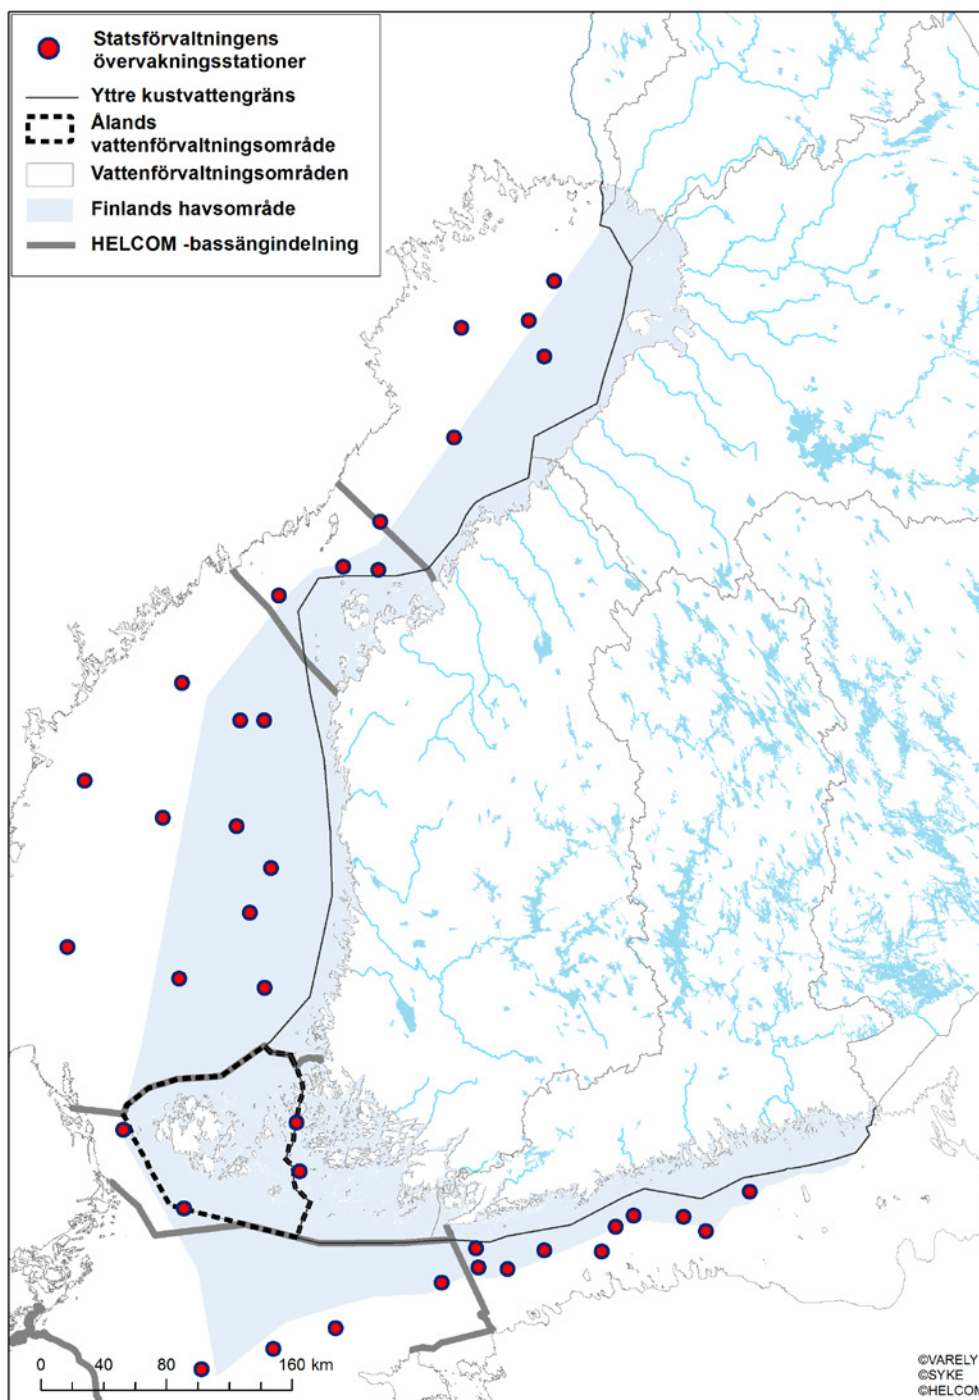 Statsförvaltningens
övervakningsstationer
Yttre kustvattengräns
Ålands
vattenförvaltningsområde
Vattenförvaltningsområden
Finlands havsområde
HELCOM -bassängindelning
0 40 80 160 km
©VARELY
©SYKE
©HELCOM